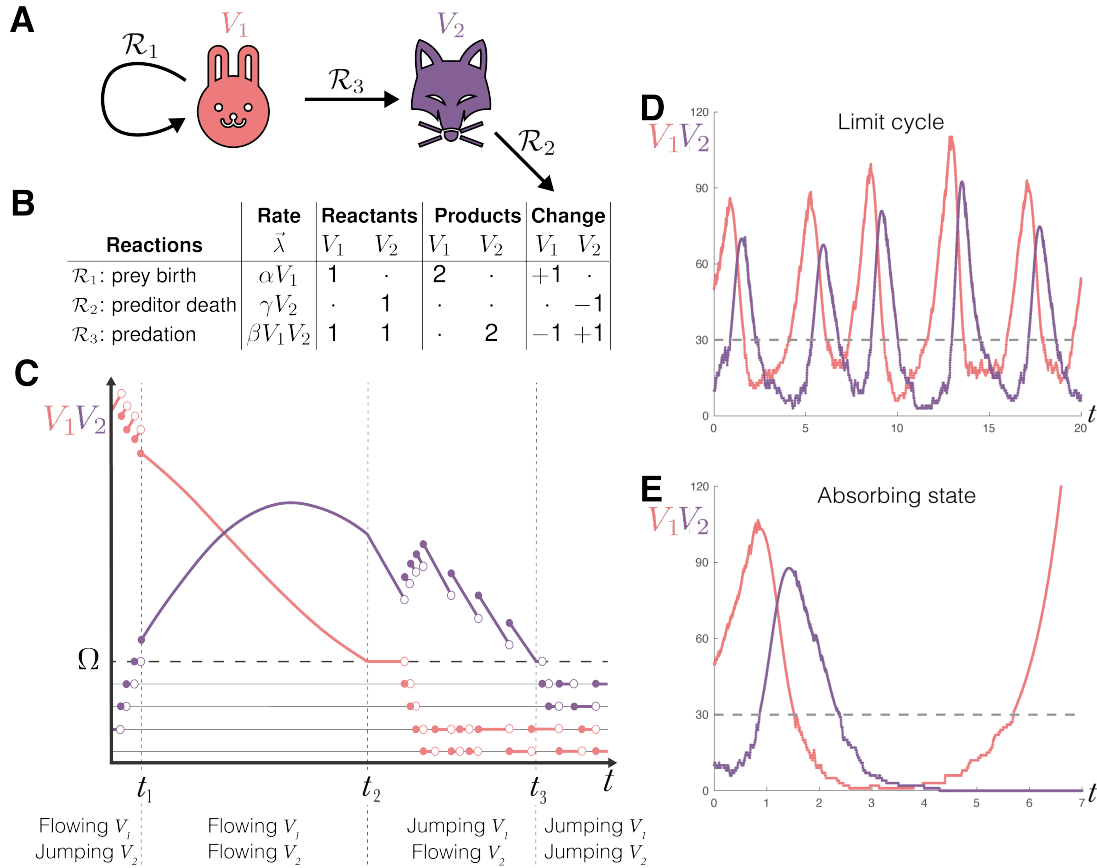 A
V₁
V₂
ℛ₁
ℛ₃
ℛ₂
B
Rate Reactants Products Change
Reactions λ⃗ V₁ V₂ V₁ V₂ V₁ V₂
ℛ₁: prey birth αV₁ 1 · 2 · +1 ·
ℛ₂: preditor death γV₂ · 1 · · · −1
ℛ₃: predation βV₁V₂ 1 1 · 2 −1 +1
C
V₁V₂
Ω
t₁ t₂ t₃ t
Flowing V₁ Flowing V₁ Jumping V₁ Jumping V₁
Jumping V₂ Flowing V₂ Flowing V₂ Jumping V₂
D
Limit cycle
V₁V₂
120
90
60
30
0
0 5 10 15 20 t
E
Absorbing state
V₁V₂
120
90
60
30
0
0 1 2 3 4 5 6 7 t